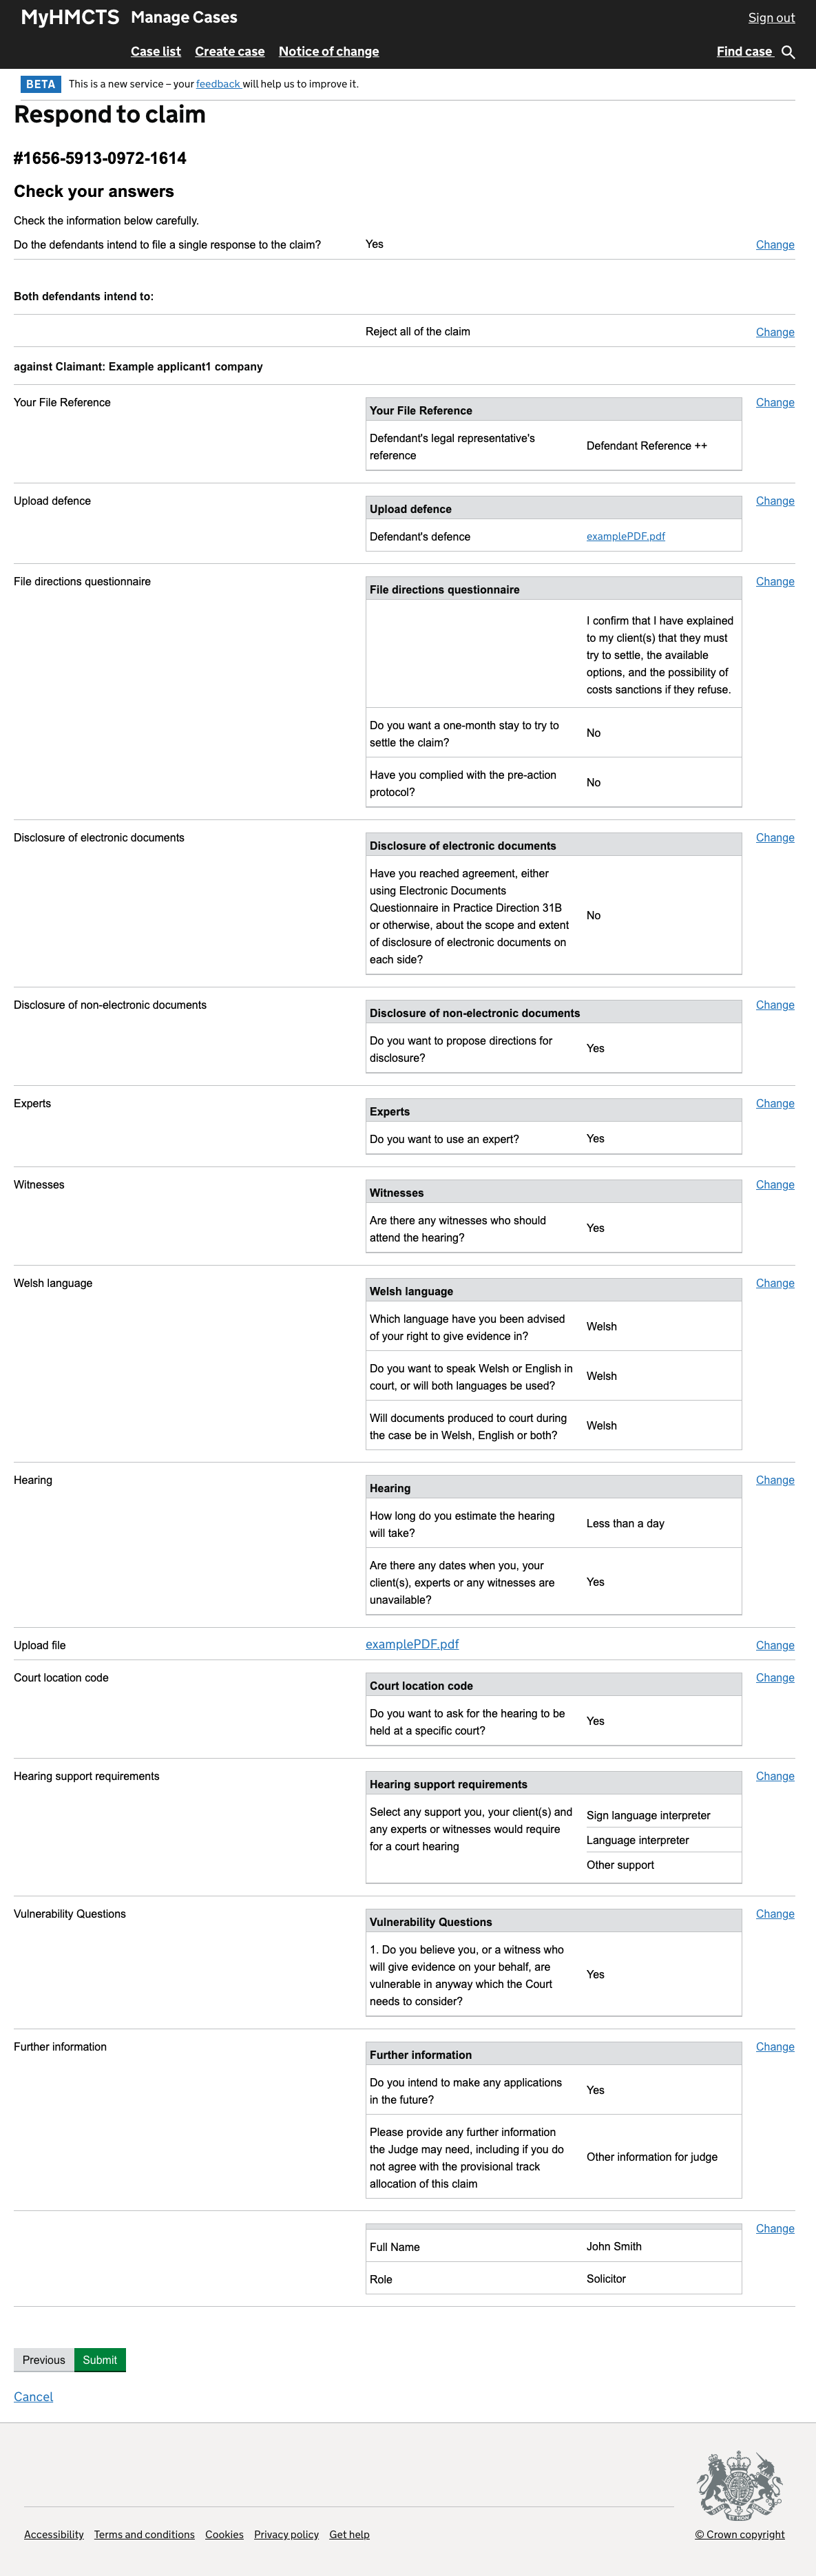 MyHMCTS Manage Cases Sign out
Case list Create case Notice of change Find case
BETA This is a new service – your feedback will help us to improve it.
Respond to claim
#1656-5913-0972-1614
Check your answers
Check the information below carefully.
Do the defendants intend to file a single response to the claim? Yes Change
Both defendants intend to:
Reject all of the claim Change
against Claimant: Example applicant1 company
Your File Reference Change
Your File Reference
Defendant's legal representative's
reference
Defendant Reference ++
Upload defence Change
Upload defence
Defendant's defence examplePDF.pdf
File directions questionnaire Change
File directions questionnaire
I confirm that I have explained
to my client(s) that they must
try to settle, the available
options, and the possibility of
costs sanctions if they refuse.
Do you want a one-month stay to try to
settle the claim?
No
Have you complied with the pre-action
protocol?
No
Disclosure of electronic documents Change
Disclosure of electronic documents
Have you reached agreement, either
using Electronic Documents
Questionnaire in Practice Direction 31B
or otherwise, about the scope and extent
of disclosure of electronic documents on
each side?
No
Disclosure of non-electronic documents Change
Disclosure of non-electronic documents
Do you want to propose directions for
disclosure?
Yes
Experts Change
Experts
Do you want to use an expert? Yes
Witnesses Change
Witnesses
Are there any witnesses who should
attend the hearing?
Yes
Welsh language Change
Welsh language
Which language have you been advised
of your right to give evidence in?
Welsh
Do you want to speak Welsh or English in
court, or will both languages be used?
Welsh
Will documents produced to court during
the case be in Welsh, English or both?
Welsh
Hearing Change
Hearing
How long do you estimate the hearing
will take?
Less than a day
Are there any dates when you, your
client(s), experts or any witnesses are
unavailable?
Yes
Upload file examplePDF.pdf Change
Court location code Change
Court location code
Do you want to ask for the hearing to be
held at a specific court?
Yes
Hearing support requirements Change
Hearing support requirements
Select any support you, your client(s) and
any experts or witnesses would require
for a court hearing
Sign language interpreter
Language interpreter
Other support
Vulnerability Questions Change
Vulnerability Questions
1. Do you believe you, or a witness who
will give evidence on your behalf, are
vulnerable in anyway which the Court
needs to consider?
Yes
Further information Change
Further information
Do you intend to make any applications
in the future?
Yes
Please provide any further information
the Judge may need, including if you do
not agree with the provisional track
allocation of this claim
Other information for judge
Change
Full Name John Smith
Role Solicitor
Previous Submit
Cancel
Accessibility Terms and conditions Cookies Privacy policy Get help © Crown copyright